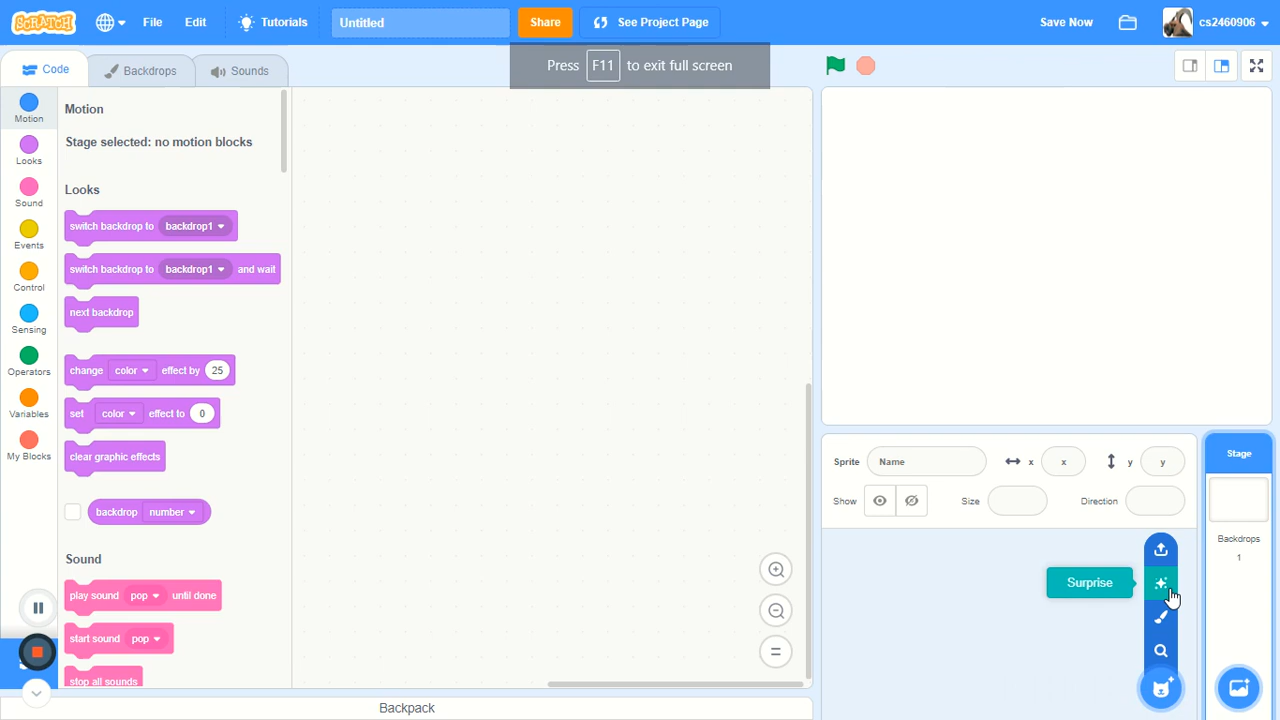 SCRATCH
File
Edit
Tutorials
Untitled
Share
See Project Page
Save Now
cs2460906
Code
Backdrops
Sounds
Press F11 to exit full screen
Motion
Looks
Sound
Events
Control
Sensing
Operators
Variables
My Blocks
Motion
Stage selected: no motion blocks
Looks
switch backdrop to backdrop1
switch backdrop to backdrop1 and wait
next backdrop
change color effect by 25
set color effect to 0
clear graphic effects
backdrop number
Sound
play sound pop until done
start sound pop
stop all sounds
Backpack
Sprite Name x x y y
Show Size Direction
Surprise
Stage
Backdrops
1